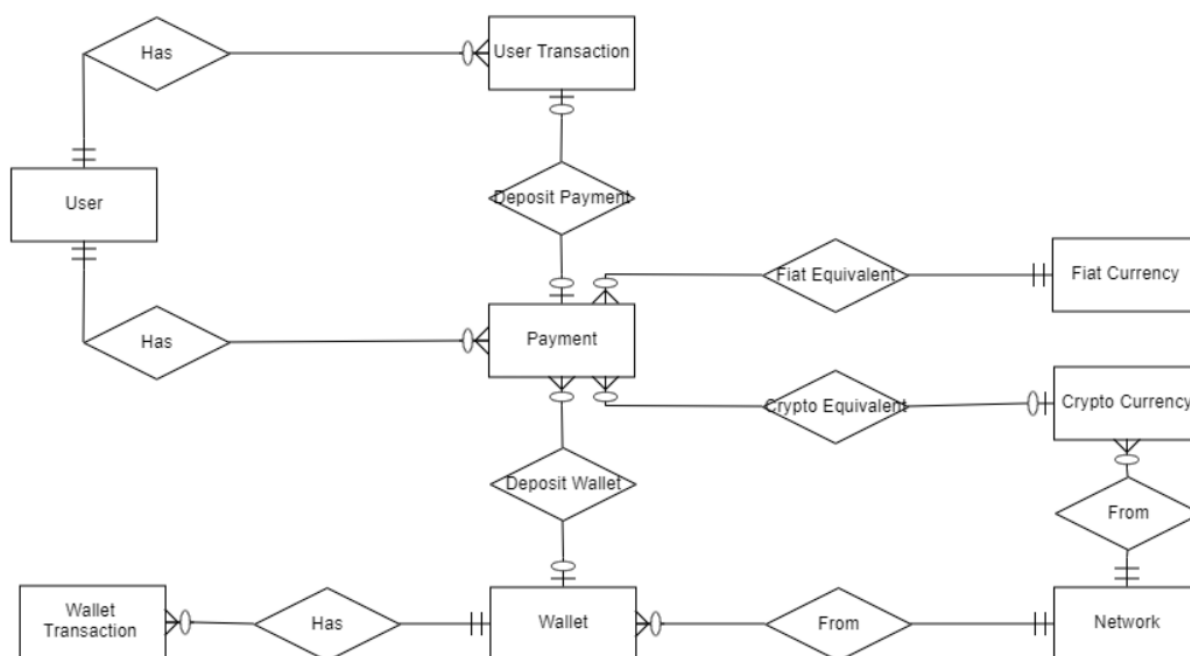 Has
User Transaction
User
Deposit Payment
Fiat Equivalent
Fiat Currency
Has
Payment
Crypto Equivalent
Crypto Currency
Deposit Wallet
From
Wallet
Transaction
Has
Wallet
From
Network